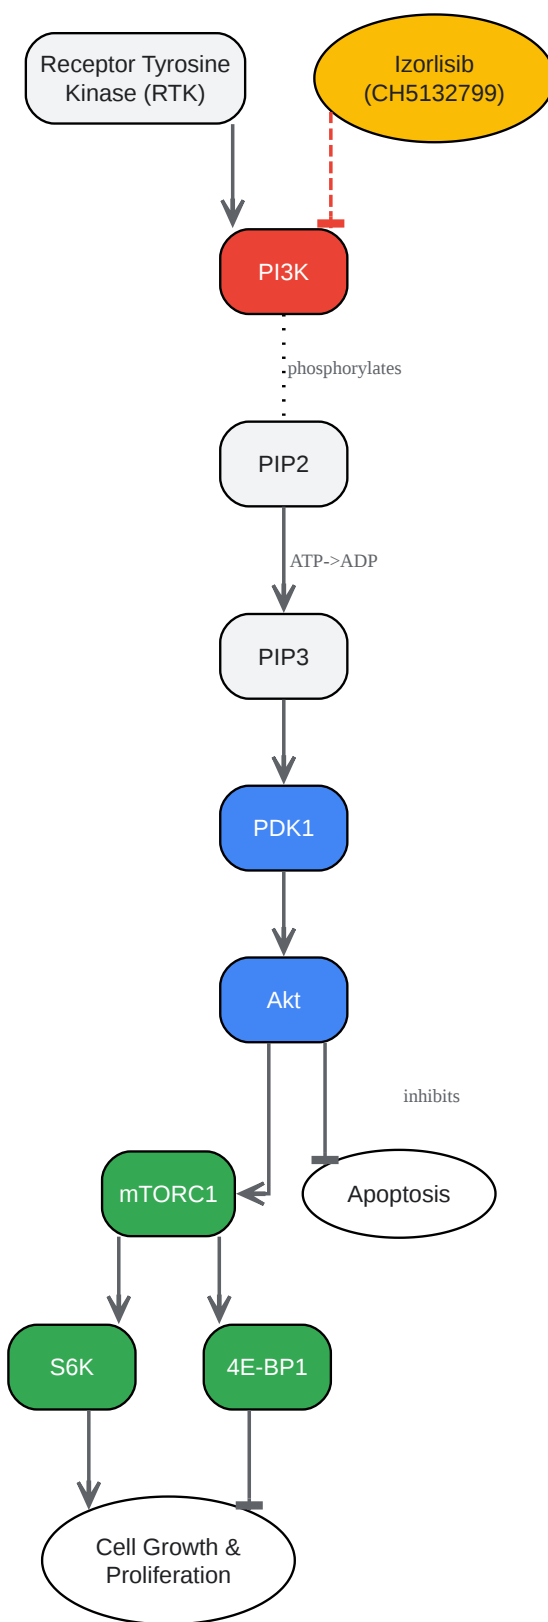 Receptor Tyrosine
Kinase (RTK)
Izorlisib
(CH5132799)
PI3K
phosphorylates
PIP2
ATP->ADP
PIP3
PDK1
Akt
inhibits
mTORC1
Apoptosis
S6K
4E-BP1
Cell Growth &
Proliferation